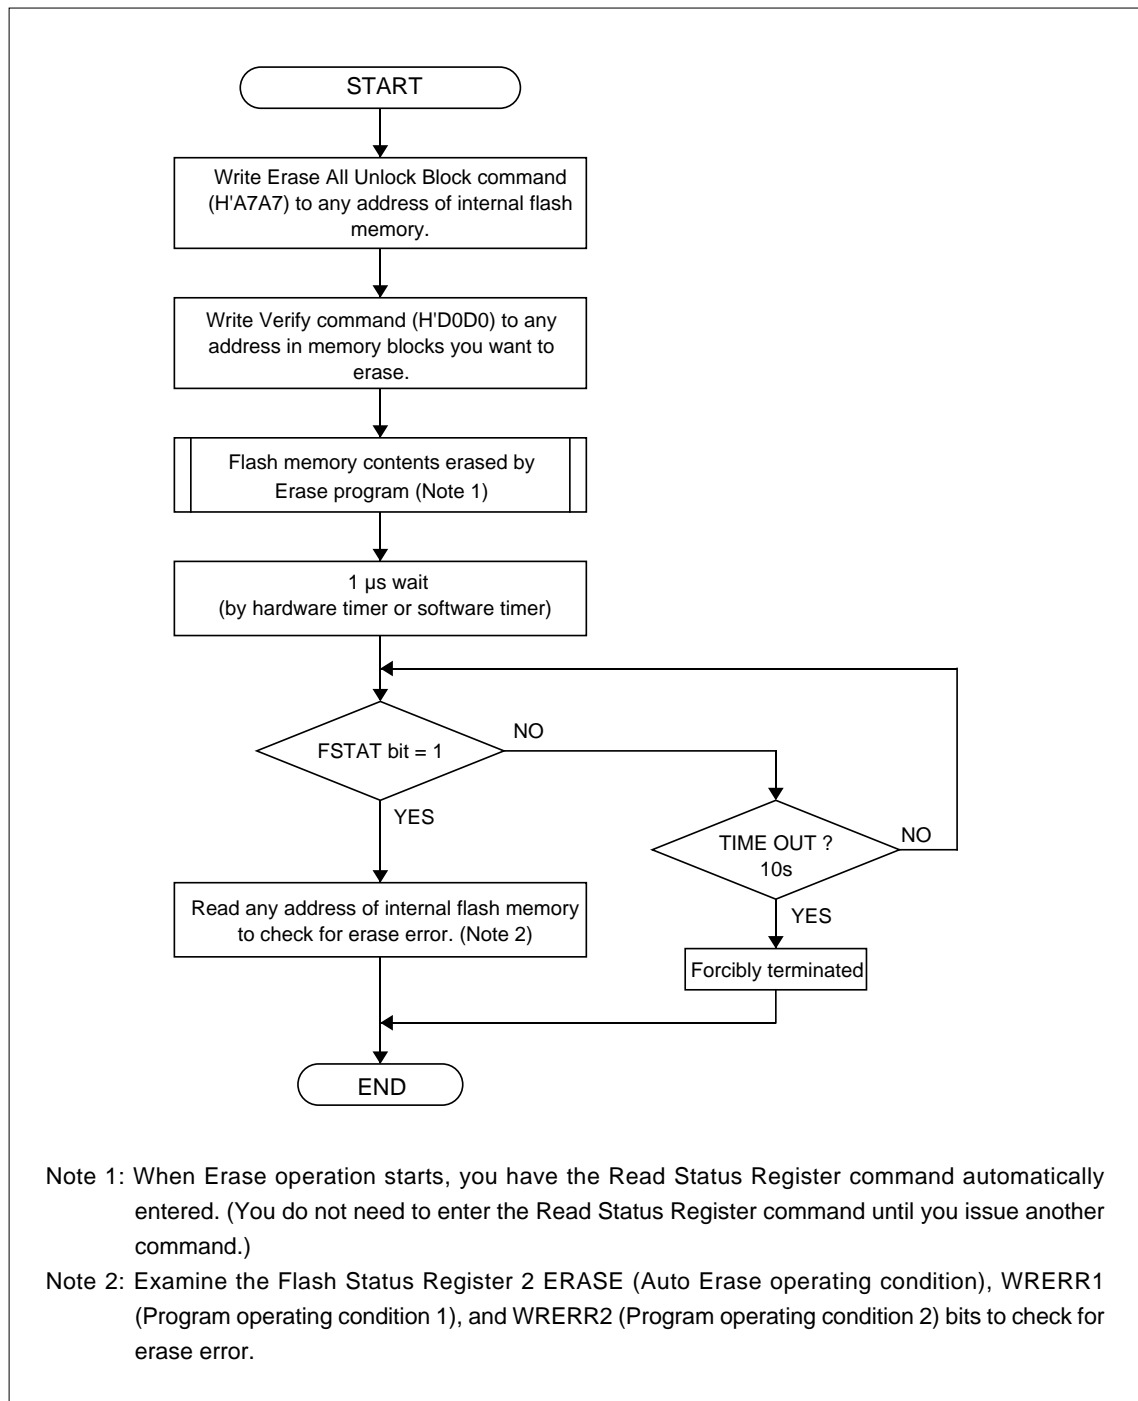 START
Write Erase All Unlock Block command
(H'A7A7) to any address of internal flash
memory.
Write Verify command (H'D0D0) to any
address in memory blocks you want to
erase.
Flash memory contents erased by
Erase program (Note 1)
1 µs wait
(by hardware timer or software timer)
FSTAT bit = 1
NO
YES
TIME OUT ?
10s
NO
YES
Read any address of internal flash memory
to check for erase error. (Note 2)
Forcibly terminated
END
Note 1: When Erase operation starts, you have the Read Status Register command automatically
entered. (You do not need to enter the Read Status Register command until you issue another
command.)
Note 2: Examine the Flash Status Register 2 ERASE (Auto Erase operating condition), WRERR1
(Program operating condition 1), and WRERR2 (Program operating condition 2) bits to check for
erase error.